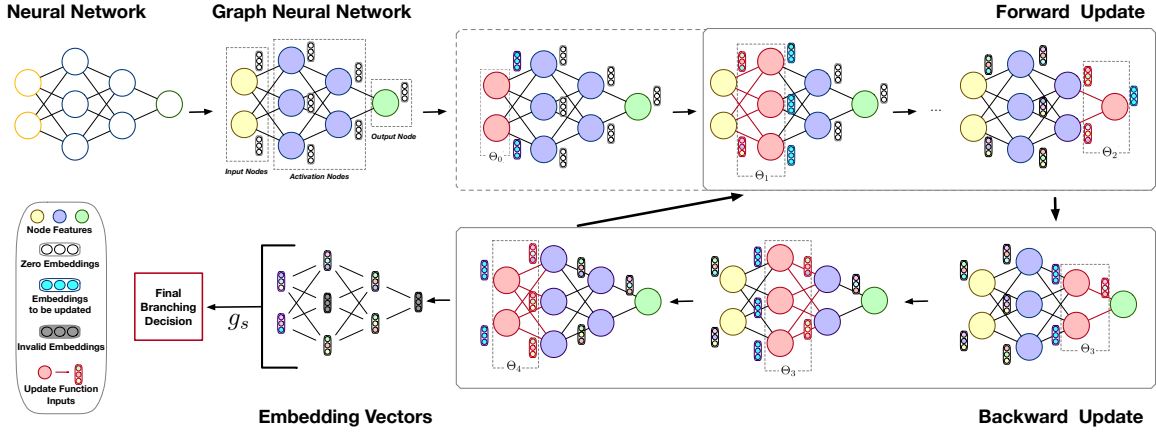 Neural Network
Graph Neural Network
Forward Update
Input Nodes
Activation Nodes
Output Node
Θ₀
Θ₁
...
Θ₂
Node Features
Zero Embeddings
Embeddings
to be updated
Invalid Embeddings
Update Function
Inputs
Final
Branching
Decision
gₛ
Θ₄
Θ₃
Θ₃
Embedding Vectors
Backward Update